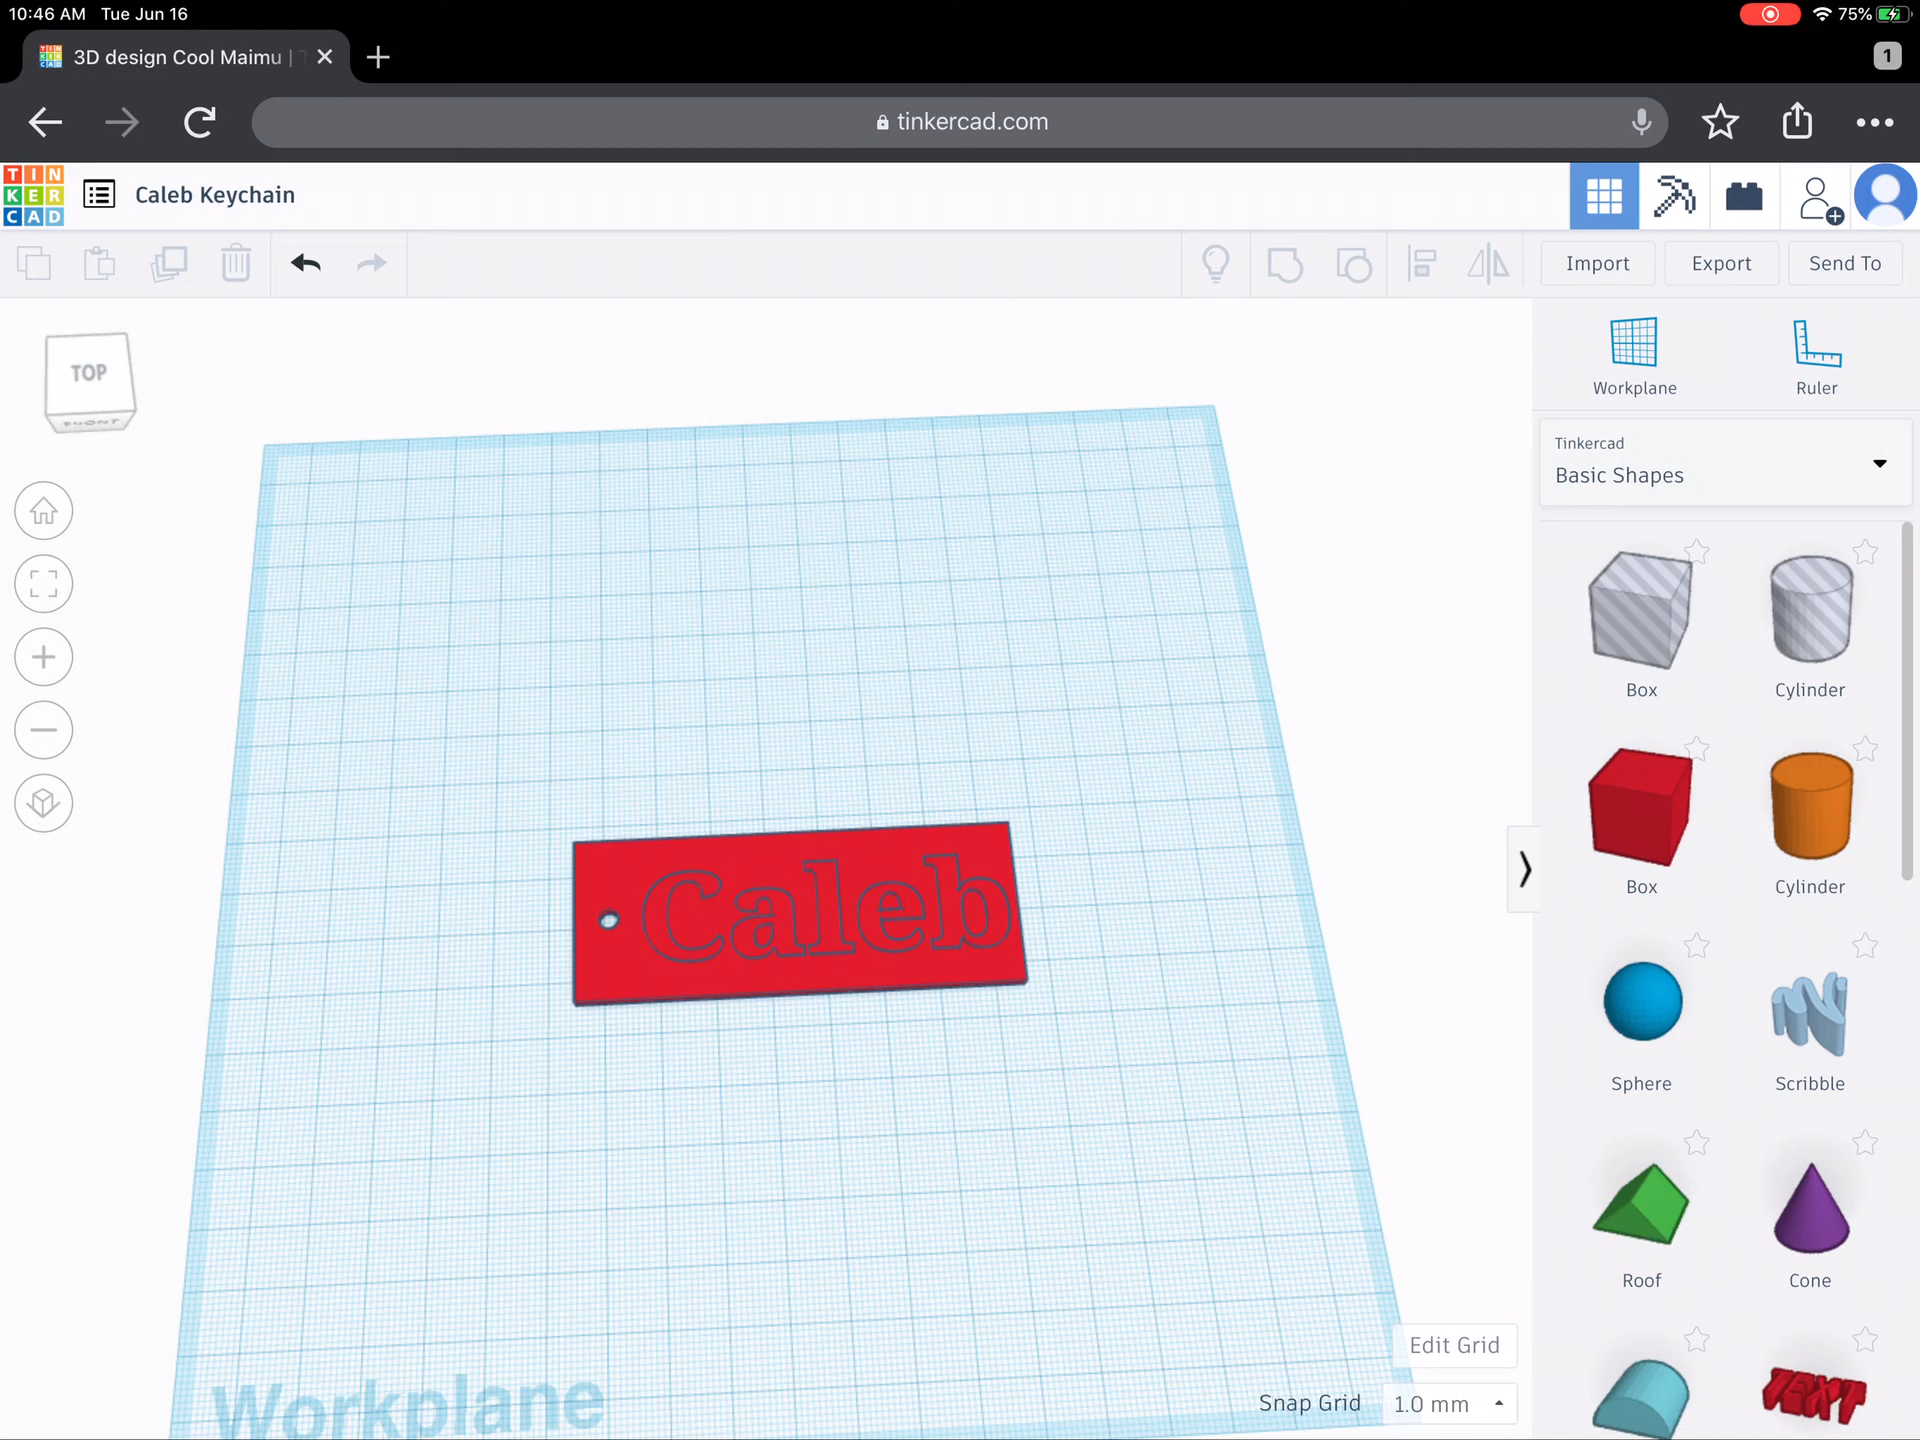 10:46 AM Tue Jun 16
75%
3D design Cool Maimu |
1
tinkercad.com
TIN
KER
CAD
Caleb Keychain
Import
Export
Send To
TOP
FRONT
Workplane
Ruler
Tinkercad
Basic Shapes
Box
Cylinder
Box
Cylinder
Caleb
Sphere
Scribble
Roof
Cone
TEXT
Edit Grid
Snap Grid
1.0 mm
Workplane